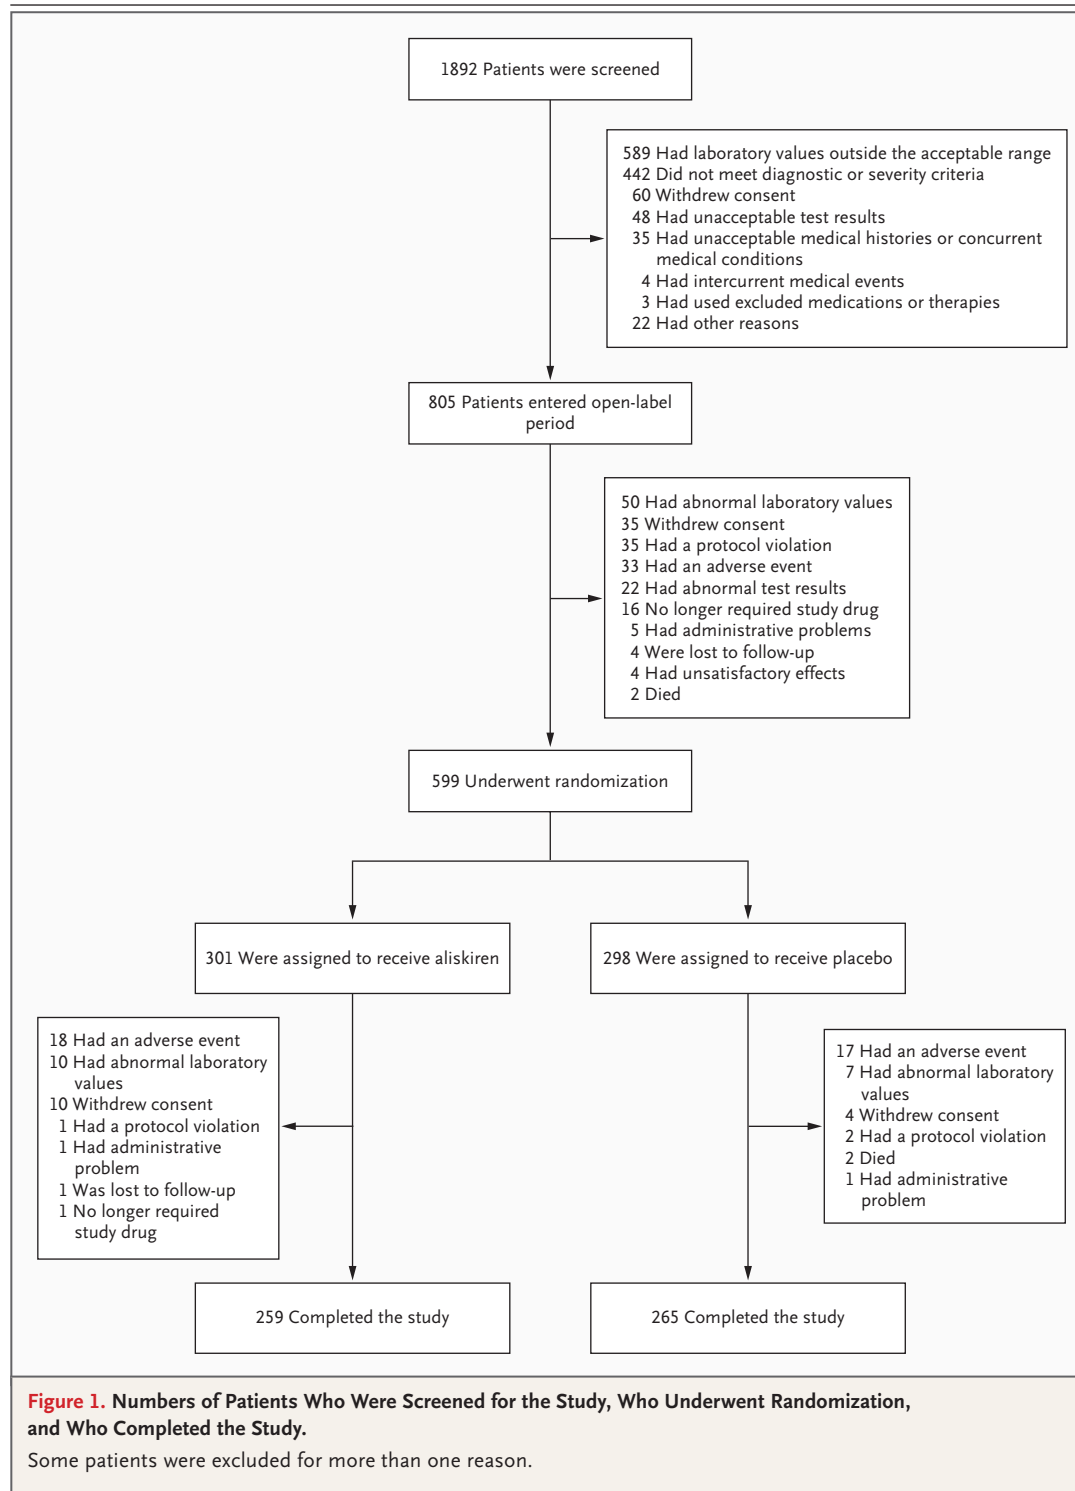 1892 Patients were screened
589 Had laboratory values outside the acceptable range
442 Did not meet diagnostic or severity criteria
60 Withdrew consent
48 Had unacceptable test results
35 Had unacceptable medical histories or concurrent
medical conditions
4 Had intercurrent medical events
3 Had used excluded medications or therapies
22 Had other reasons
805 Patients entered open-label
period
50 Had abnormal laboratory values
35 Withdrew consent
35 Had a protocol violation
33 Had an adverse event
22 Had abnormal test results
16 No longer required study drug
5 Had administrative problems
4 Were lost to follow-up
4 Had unsatisfactory effects
2 Died
599 Underwent randomization
301 Were assigned to receive aliskiren
298 Were assigned to receive placebo
18 Had an adverse event
10 Had abnormal laboratory
values
10 Withdrew consent
1 Had a protocol violation
1 Had administrative
problem
1 Was lost to follow-up
1 No longer required
study drug
17 Had an adverse event
7 Had abnormal laboratory
values
4 Withdrew consent
2 Had a protocol violation
2 Died
1 Had administrative
problem
259 Completed the study
265 Completed the study
Figure 1. Numbers of Patients Who Were Screened for the Study, Who Underwent Randomization,
and Who Completed the Study.
Some patients were excluded for more than one reason.